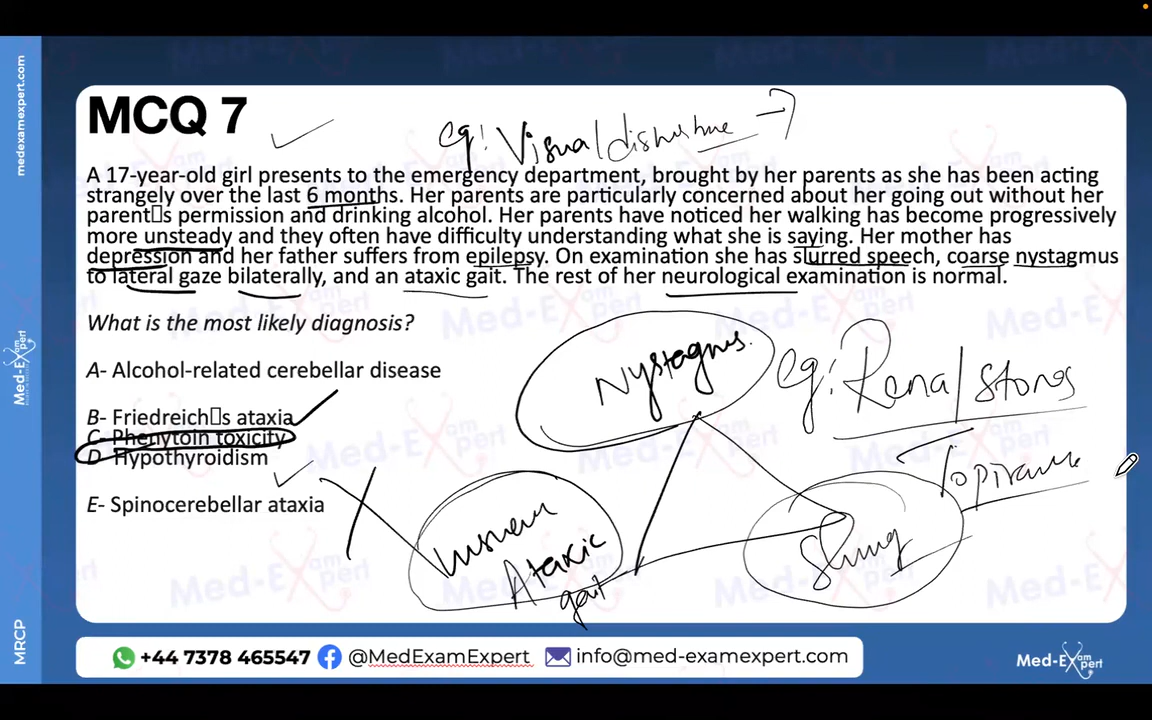 medexamexpert.com
Med-Expert
MRCP
MCQ 7
eg: Visual disturbance
A 17-year-old girl presents to the emergency department, brought by her parents as she has been acting
strangely over the last 6 months. Her parents are particularly concerned about her going out without her
parent▯s permission and drinking alcohol. Her parents have noticed her walking has become progressively
more unsteady and they often have difficulty understanding what she is saying. Her mother has
depression and her father suffers from epilepsy. On examination she has slurred speech, coarse nystagmus
to lateral gaze bilaterally, and an ataxic gait. The rest of her neurological examination is normal.
What is the most likely diagnosis?
A- Alcohol-related cerebellar disease
B- Friedreich▯s ataxia
C- Phenytoin toxicity
D- Hypothyroidism
E- Spinocerebellar ataxia
Nystagmus
eg: Renal stones
Ataxic
gait
+44 7378 465547 @MedExamExpert info@med-examexpert.com
Med-Expert